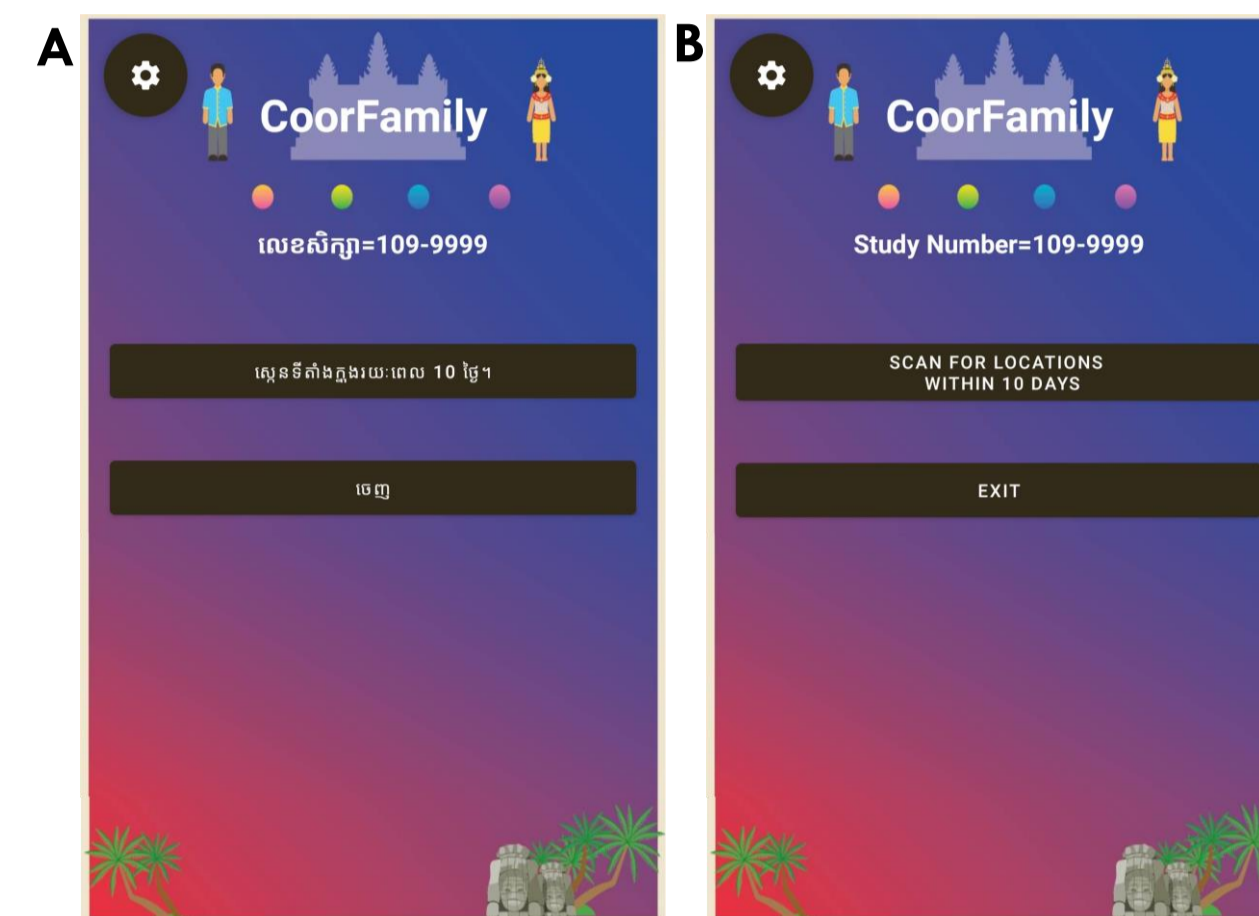 A
CoorFamily
លេខសិក្សា=109-9999
ស្កេនទីតាំងក្នុងរយៈពេល 10 ថ្ងៃ។
ចេញ
B
CoorFamily
Study Number=109-9999
SCAN FOR LOCATIONS
WITHIN 10 DAYS
EXIT